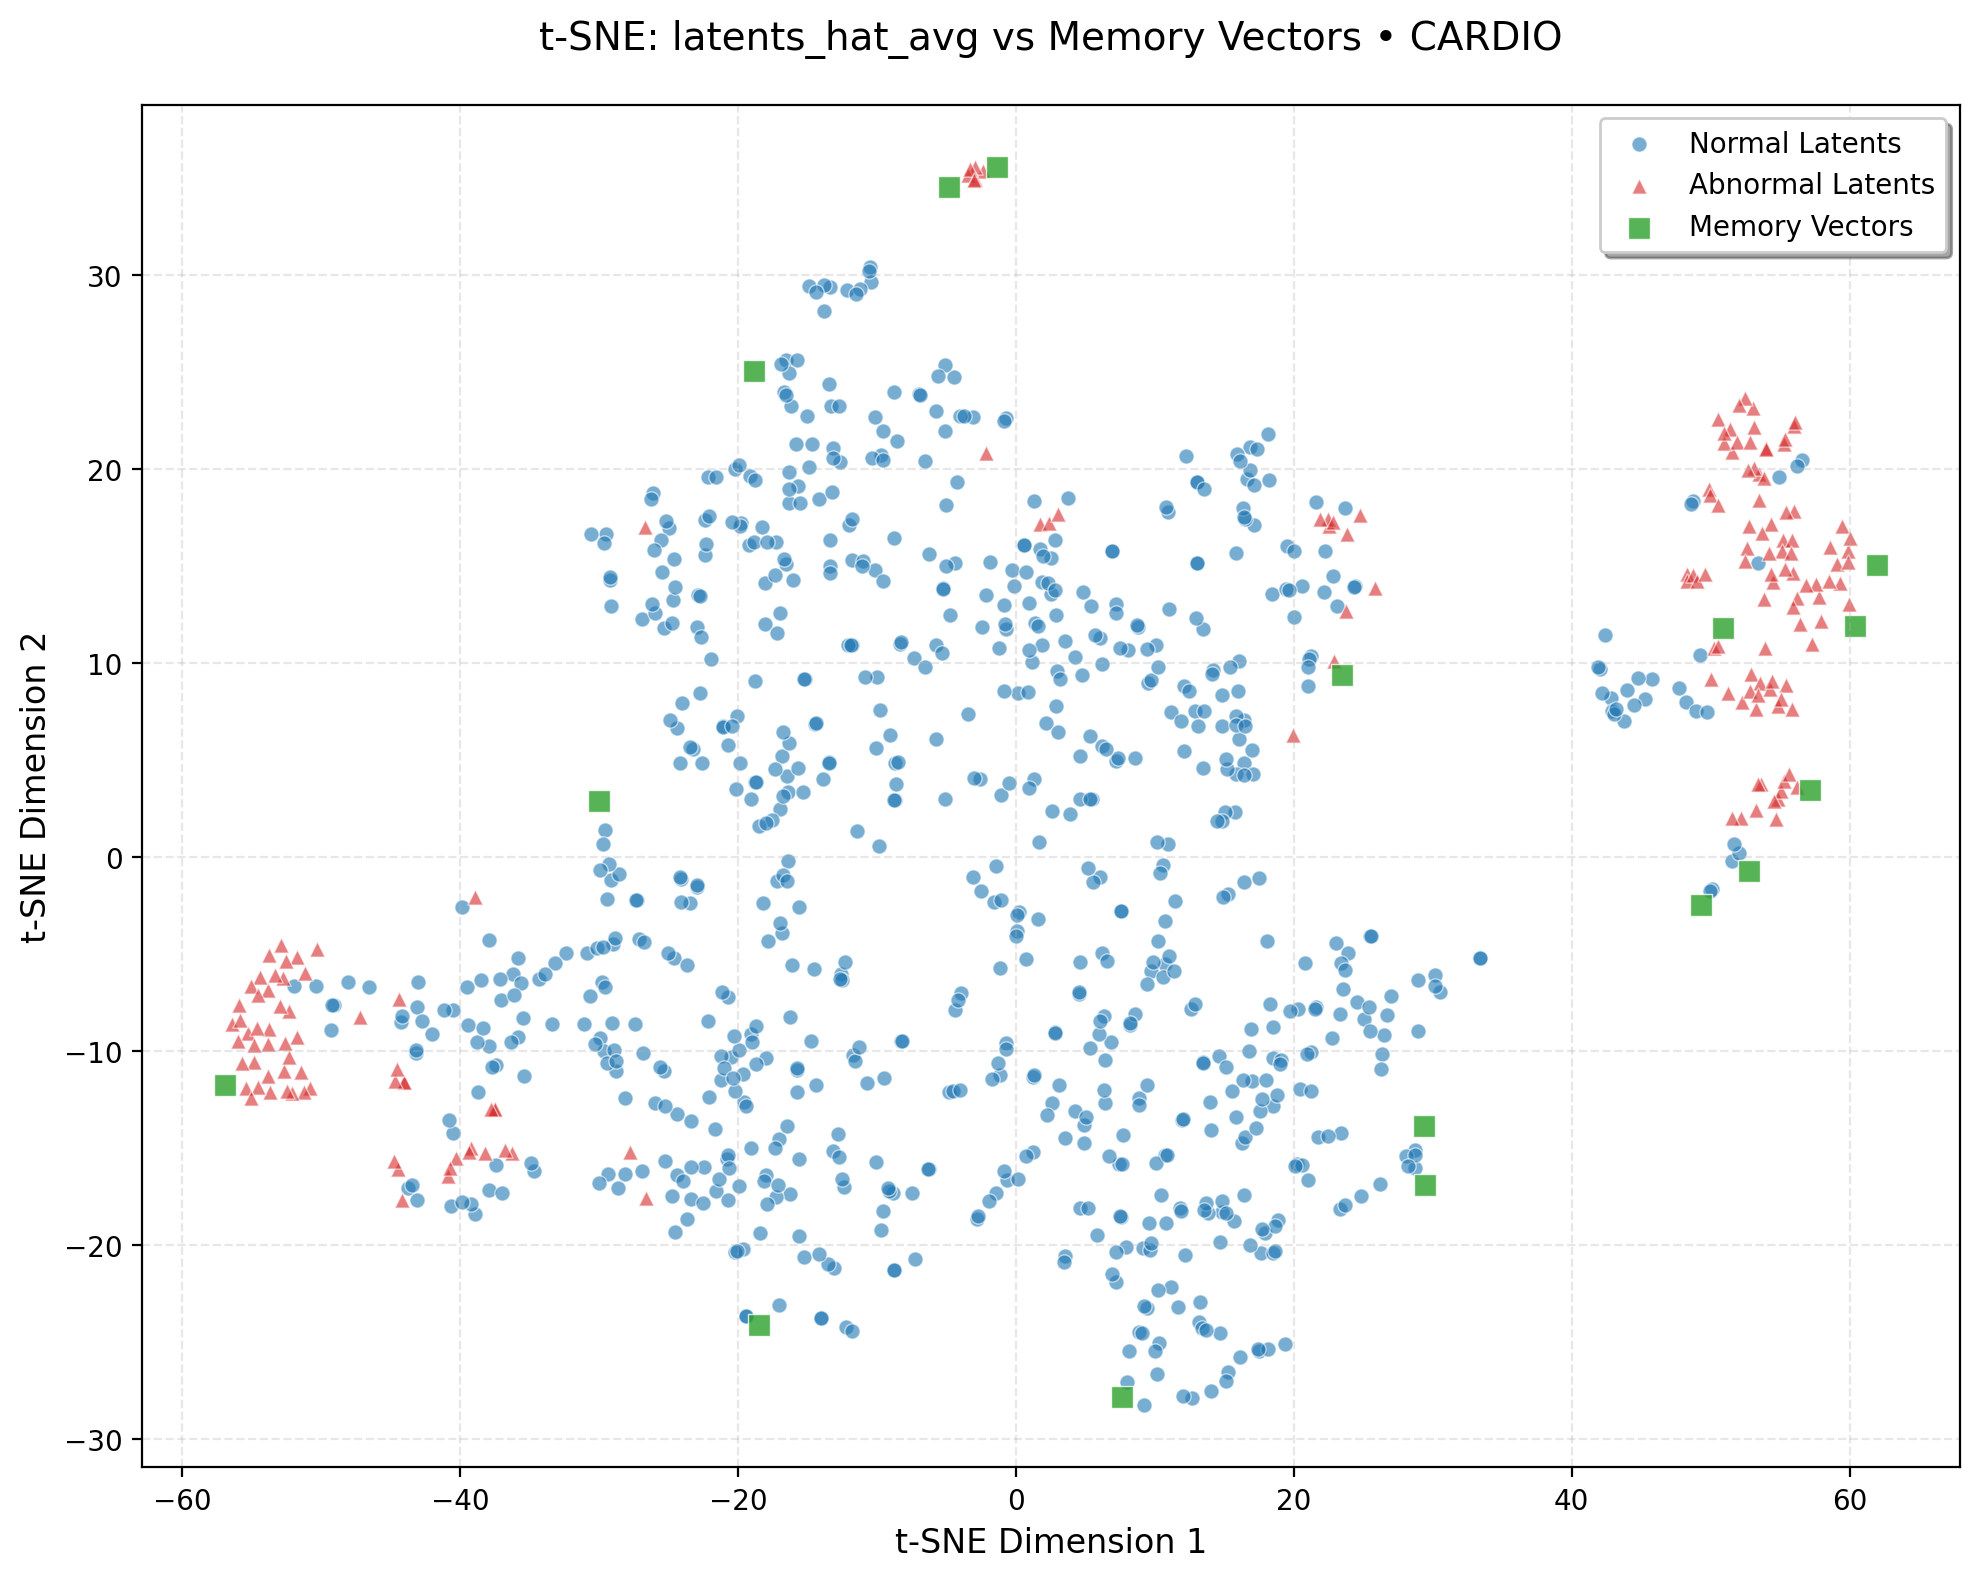 t-SNE: latents_hat_avg vs Memory Vectors • CARDIO
Normal Latents
Abnormal Latents
Memory Vectors
30
20
10
0
−10
−20
−30
t-SNE Dimension 2
−60
−40
−20
0
20
40
60
t-SNE Dimension 1